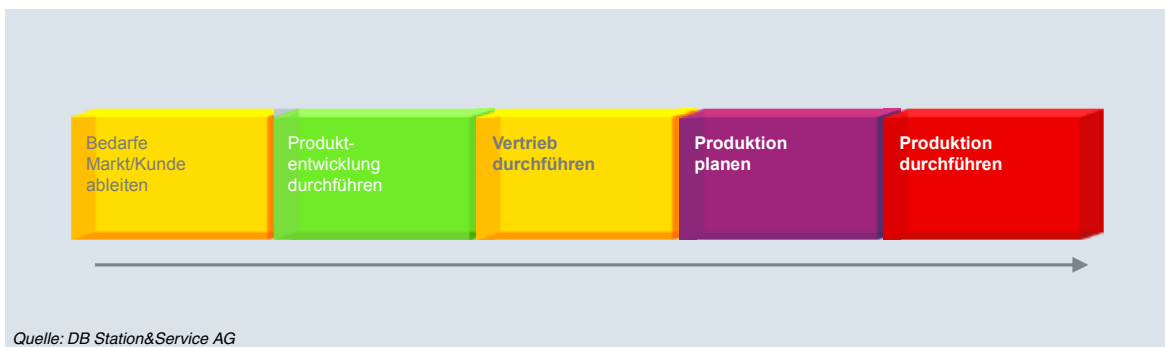 Bedarfe
Markt/Kunde
ableiten
Produkt-
entwicklung
durchführen
Vertrieb
durchführen
Produktion
planen
Produktion
durchführen
Quelle: DB Station&Service AG